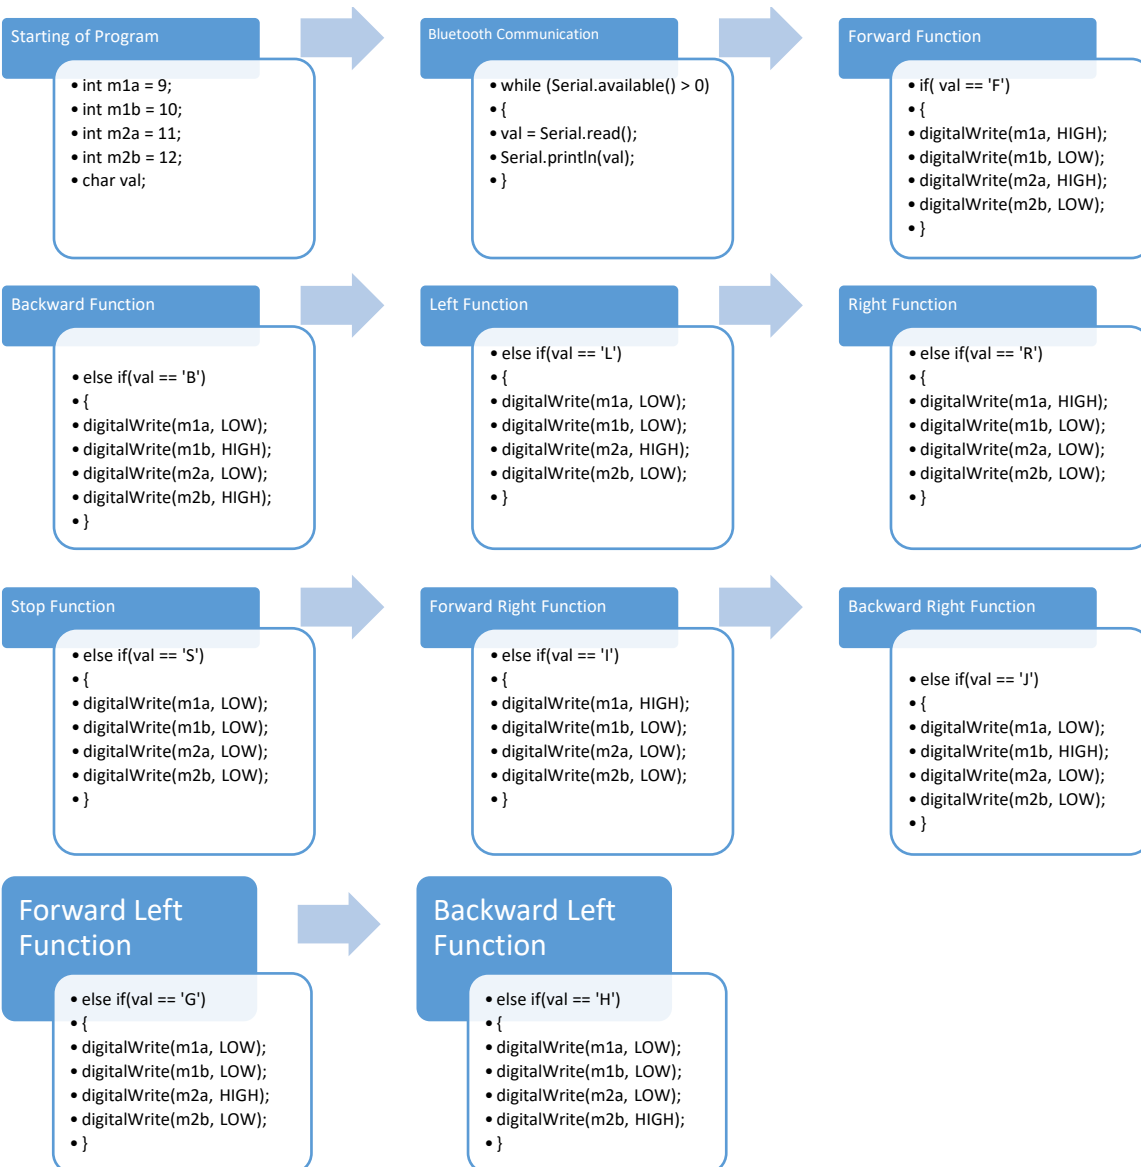 Starting of Program
• int m1a = 9;
• int m1b = 10;
• int m2a = 11;
• int m2b = 12;
• char val;
Bluetooth Communication
• while (Serial.available() > 0)
• {
• val = Serial.read();
• Serial.println(val);
• }
Forward Function
• if( val == 'F')
• {
• digitalWrite(m1a, HIGH);
• digitalWrite(m1b, LOW);
• digitalWrite(m2a, HIGH);
• digitalWrite(m2b, LOW);
• }
Backward Function
• else if(val == 'B')
• {
• digitalWrite(m1a, LOW);
• digitalWrite(m1b, HIGH);
• digitalWrite(m2a, LOW);
• digitalWrite(m2b, HIGH);
• }
Left Function
• else if(val == 'L')
• {
• digitalWrite(m1a, LOW);
• digitalWrite(m1b, LOW);
• digitalWrite(m2a, HIGH);
• digitalWrite(m2b, LOW);
• }
Right Function
• else if(val == 'R')
• {
• digitalWrite(m1a, HIGH);
• digitalWrite(m1b, LOW);
• digitalWrite(m2a, LOW);
• digitalWrite(m2b, LOW);
• }
Stop Function
• else if(val == 'S')
• {
• digitalWrite(m1a, LOW);
• digitalWrite(m1b, LOW);
• digitalWrite(m2a, LOW);
• digitalWrite(m2b, LOW);
• }
Forward Right Function
• else if(val == 'I')
• {
• digitalWrite(m1a, HIGH);
• digitalWrite(m1b, LOW);
• digitalWrite(m2a, LOW);
• digitalWrite(m2b, LOW);
• }
Backward Right Function
• else if(val == 'J')
• {
• digitalWrite(m1a, LOW);
• digitalWrite(m1b, HIGH);
• digitalWrite(m2a, LOW);
• digitalWrite(m2b, LOW);
• }
Forward Left
Function
• else if(val == 'G')
• {
• digitalWrite(m1a, LOW);
• digitalWrite(m1b, LOW);
• digitalWrite(m2a, HIGH);
• digitalWrite(m2b, LOW);
• }
Backward Left
Function
• else if(val == 'H')
• {
• digitalWrite(m1a, LOW);
• digitalWrite(m1b, LOW);
• digitalWrite(m2a, LOW);
• digitalWrite(m2b, HIGH);
• }